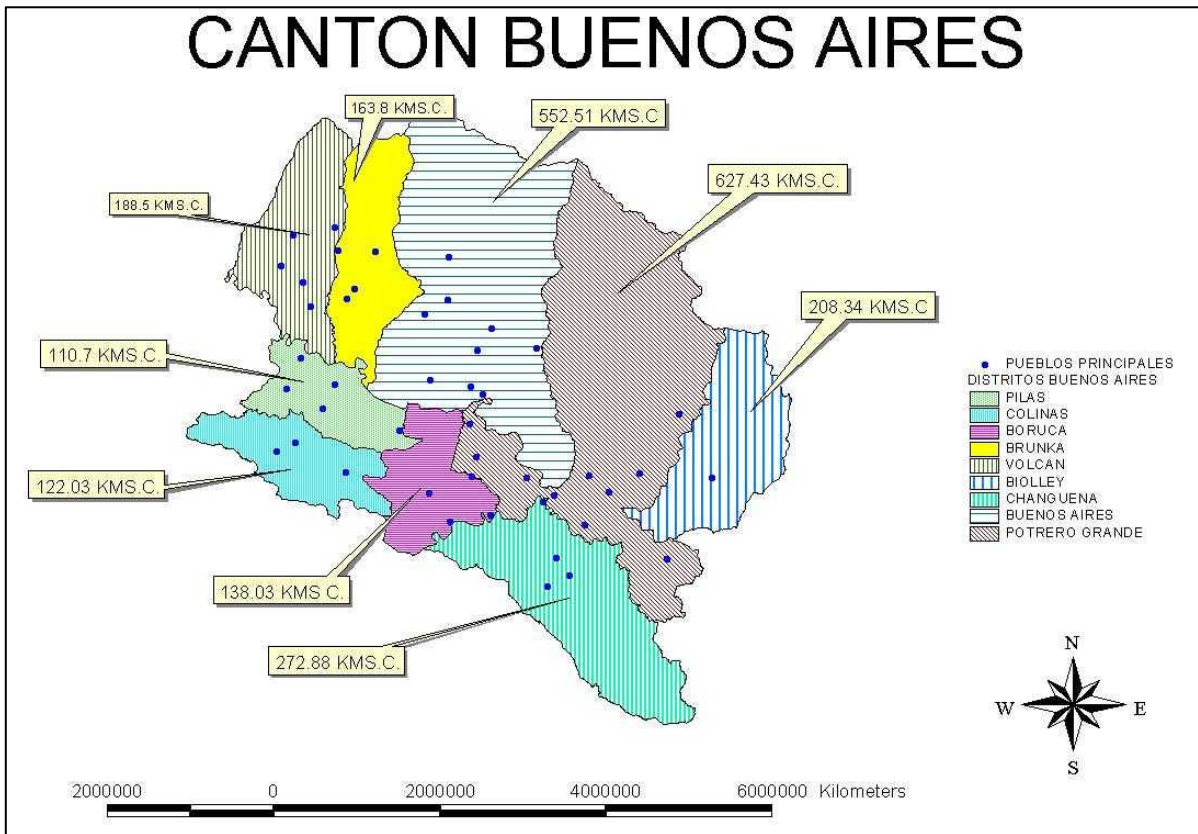 CANTON BUENOS AIRES
163.8 KMS.C.
552.51 KMS.C
627.43 KMS.C.
188.5 KMS.C.
208.34 KMS.C
110.7 KMS.C.
122.03 KMS.C.
138.03 KMS C.
272.88 KMS.C.
PUEBLOS PRINCIPALES
DISTRITOS BUENOS AIRES
PILAS
COLINAS
BORUCA
BRUNKA
VOLCAN
BIOLLEY
CHANGUENA
BUENOS AIRES
POTRERO GRANDE
N
W E
S
2000000 0 2000000 4000000 6000000 Kilometers